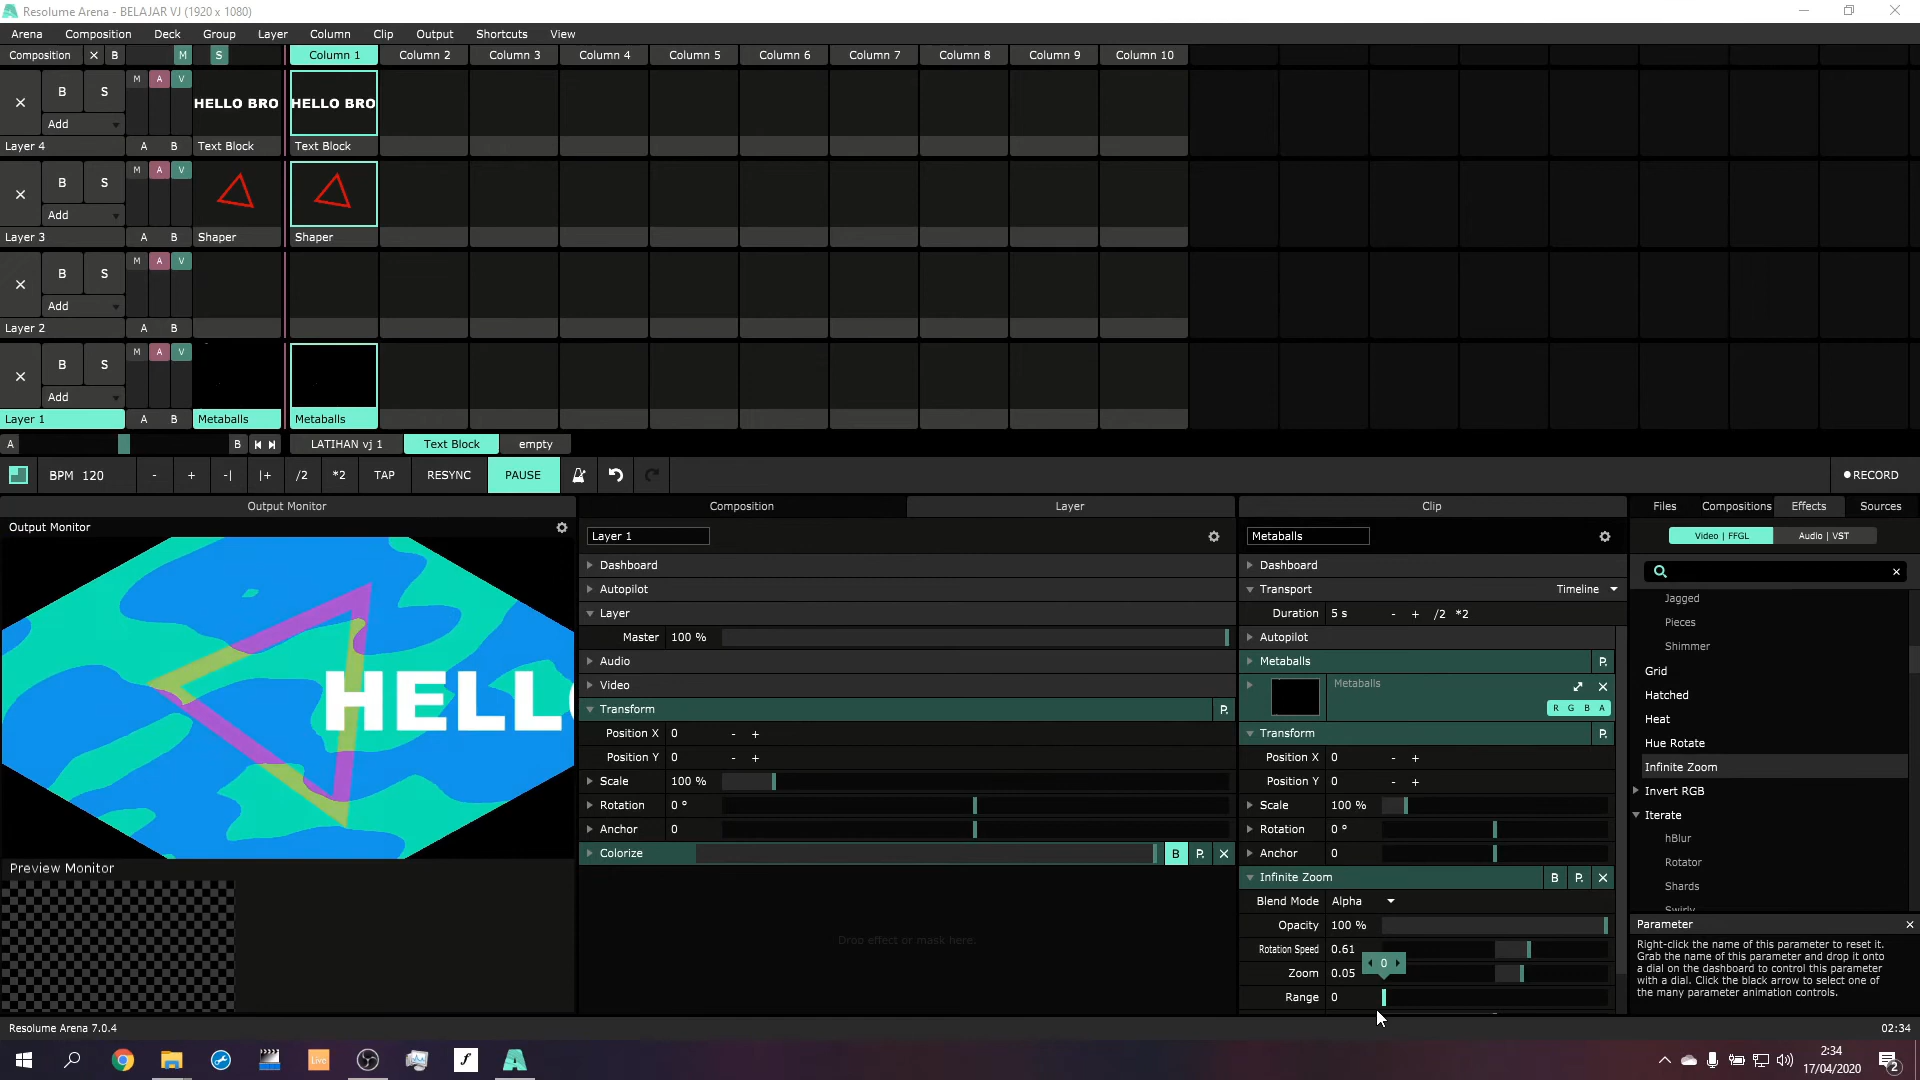 Resolume Arena - BELAJAR VJ (1920 x 1080)
Arena Composition Deck Group Layer Column Clip Output Shortcuts View
Composition B M S Column 1 Column 2 Column 3 Column 4 Column 5 Column 6 Column 7 Column 8 Column 9 Column 10
B S M A V HELLO BRO HELLO BRO
Add
Layer 4 A B Text Block Text Block
B S M A V
Add
Layer 3 A B Shaper Shaper
B S M A V
Add
Layer 2 A B
B S M A V
Add
Layer 1 A B Metaballs Metaballs
A B LATIHAN vj 1 Text Block empty
BPM 120 - + -| |+ /2 *2 TAP RESYNC PAUSE RECORD
Output Monitor Composition Layer Clip Files Compositions Effects Sources
Output Monitor
HELLO
Preview Monitor
Layer 1
Dashboard
Autopilot
Layer
Master 100 %
Audio
Video
Transform P.
Position X 0 - +
Position Y 0 - +
Scale 100 %
Rotation 0 °
Anchor 0
Colorize B P.
Drop effect or mask here.
Metaballs
Dashboard
Transport Timeline
Duration 5 s - + /2 *2
Autopilot
Metaballs P.
Metaballs
R G B A
Transform P.
Position X 0 - +
Position Y 0 - +
Scale 100 %
Rotation 0 °
Anchor 0
Infinite Zoom B P.
Blend Mode Alpha
Opacity 100 %
Rotation Speed 0.61
0
Zoom 0.05
Range 0
Video | FFGL Audio | VST
Jagged
Pieces
Shimmer
Grid
Hatched
Heat
Hue Rotate
Infinite Zoom
Invert RGB
Iterate
hBlur
Rotator
Shards
Swirly
Parameter
Right-click the name of this parameter to reset it.
Grab the name of this parameter and drop it onto
a dial on the dashboard to control this parameter
with a dial. Click the black arrow to select one of
the many parameter animation controls.
Resolume Arena 7.0.4 02:34
Live f 2:34
17/04/2020 2